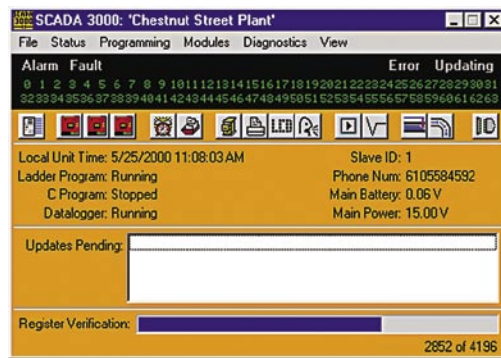 SCADA 3000: 'Chestnut Street Plant'
File Status Programming Modules Diagnostics View
Alarm Fault Error Updating
0 1 2 3 4 5 6 7 8 9 10 11 12 13 14 15 16 17 18 19 20 21 22 23 24 25 26 27 28 29 30 31
32 33 34 35 36 37 38 39 40 41 42 43 44 45 46 47 48 49 50 51 52 53 54 55 56 57 58 59 60 61 62 63
LCD
Local Unit Time: 5/25/2000 11:08:03 AM Slave ID: 1
Ladder Program: Running Phone Num: 6105584592
C Program: Stopped Main Battery: 0.06 V
Datalogger: Running Main Power: 15.00 V
Updates Pending:
Register Verification:
2852 of 4196